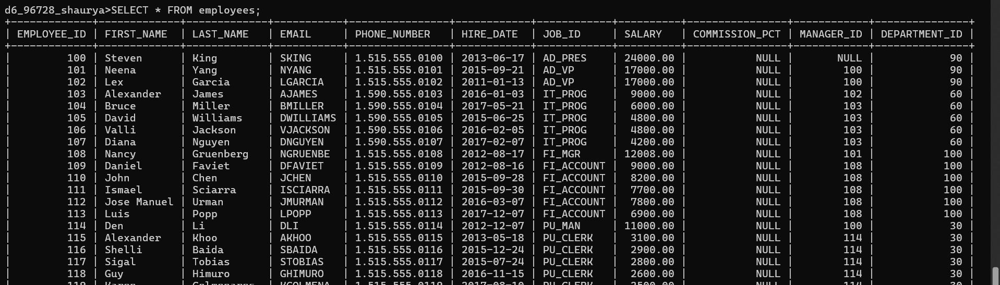 d6_96728_shaurya>SELECT * FROM employees;
+-------------+-------------+-------------+-----------+----------------+------------+------------+----------+----------------+------------+---------------+
| EMPLOYEE_ID | FIRST_NAME  | LAST_NAME   | EMAIL     | PHONE_NUMBER   | HIRE_DATE  | JOB_ID     | SALARY   | COMMISSION_PCT | MANAGER_ID | DEPARTMENT_ID |
+-------------+-------------+-------------+-----------+----------------+------------+------------+----------+----------------+------------+---------------+
|         100 | Steven      | King        | SKING     | 1.515.555.0100 | 2013-06-17 | AD_PRES    | 24000.00 |           NULL |       NULL |            90 |
|         101 | Neena       | Yang        | NYANG     | 1.515.555.0101 | 2015-09-21 | AD_VP      | 17000.00 |           NULL |        100 |            90 |
|         102 | Lex         | Garcia      | LGARCIA   | 1.515.555.0102 | 2011-01-13 | AD_VP      | 17000.00 |           NULL |        100 |            90 |
|         103 | Alexander   | James       | AJAMES    | 1.590.555.0103 | 2016-01-03 | IT_PROG    |  9000.00 |           NULL |        102 |            60 |
|         104 | Bruce       | Miller      | BMILLER   | 1.590.555.0104 | 2017-05-21 | IT_PROG    |  6000.00 |           NULL |        103 |            60 |
|         105 | David       | Williams    | DWILLIAMS | 1.590.555.0105 | 2015-06-25 | IT_PROG    |  4800.00 |           NULL |        103 |            60 |
|         106 | Valli       | Jackson     | VJACKSON  | 1.590.555.0106 | 2016-02-05 | IT_PROG    |  4800.00 |           NULL |        103 |            60 |
|         107 | Diana       | Nguyen      | DNGUYEN   | 1.590.555.0107 | 2017-02-07 | IT_PROG    |  4200.00 |           NULL |        103 |            60 |
|         108 | Nancy       | Gruenberg   | NGRUENBE  | 1.515.555.0108 | 2012-08-17 | FI_MGR     | 12008.00 |           NULL |        101 |           100 |
|         109 | Daniel      | Faviet      | DFAVIET   | 1.515.555.0109 | 2012-08-16 | FI_ACCOUNT |  9000.00 |           NULL |        108 |           100 |
|         110 | John        | Chen        | JCHEN     | 1.515.555.0110 | 2015-09-28 | FI_ACCOUNT |  8200.00 |           NULL |        108 |           100 |
|         111 | Ismael      | Sciarra     | ISCIARRA  | 1.515.555.0111 | 2015-09-30 | FI_ACCOUNT |  7700.00 |           NULL |        108 |           100 |
|         112 | Jose Manuel | Urman       | JMURMAN   | 1.515.555.0112 | 2016-03-07 | FI_ACCOUNT |  7800.00 |           NULL |        108 |           100 |
|         113 | Luis        | Popp        | LPOPP     | 1.515.555.0113 | 2017-12-07 | FI_ACCOUNT |  6900.00 |           NULL |        108 |           100 |
|         114 | Den         | Li          | DLI       | 1.515.555.0114 | 2012-12-07 | PU_MAN     | 11000.00 |           NULL |        100 |            30 |
|         115 | Alexander   | Khoo        | AKHOO     | 1.515.555.0115 | 2013-05-18 | PU_CLERK   |  3100.00 |           NULL |        114 |            30 |
|         116 | Shelli      | Baida       | SBAIDA    | 1.515.555.0116 | 2015-12-24 | PU_CLERK   |  2900.00 |           NULL |        114 |            30 |
|         117 | Sigal       | Tobias      | STOBIAS   | 1.515.555.0117 | 2015-07-24 | PU_CLERK   |  2800.00 |           NULL |        114 |            30 |
|         118 | Guy         | Himuro      | GHIMURO   | 1.515.555.0118 | 2016-11-15 | PU_CLERK   |  2600.00 |           NULL |        114 |            30 |